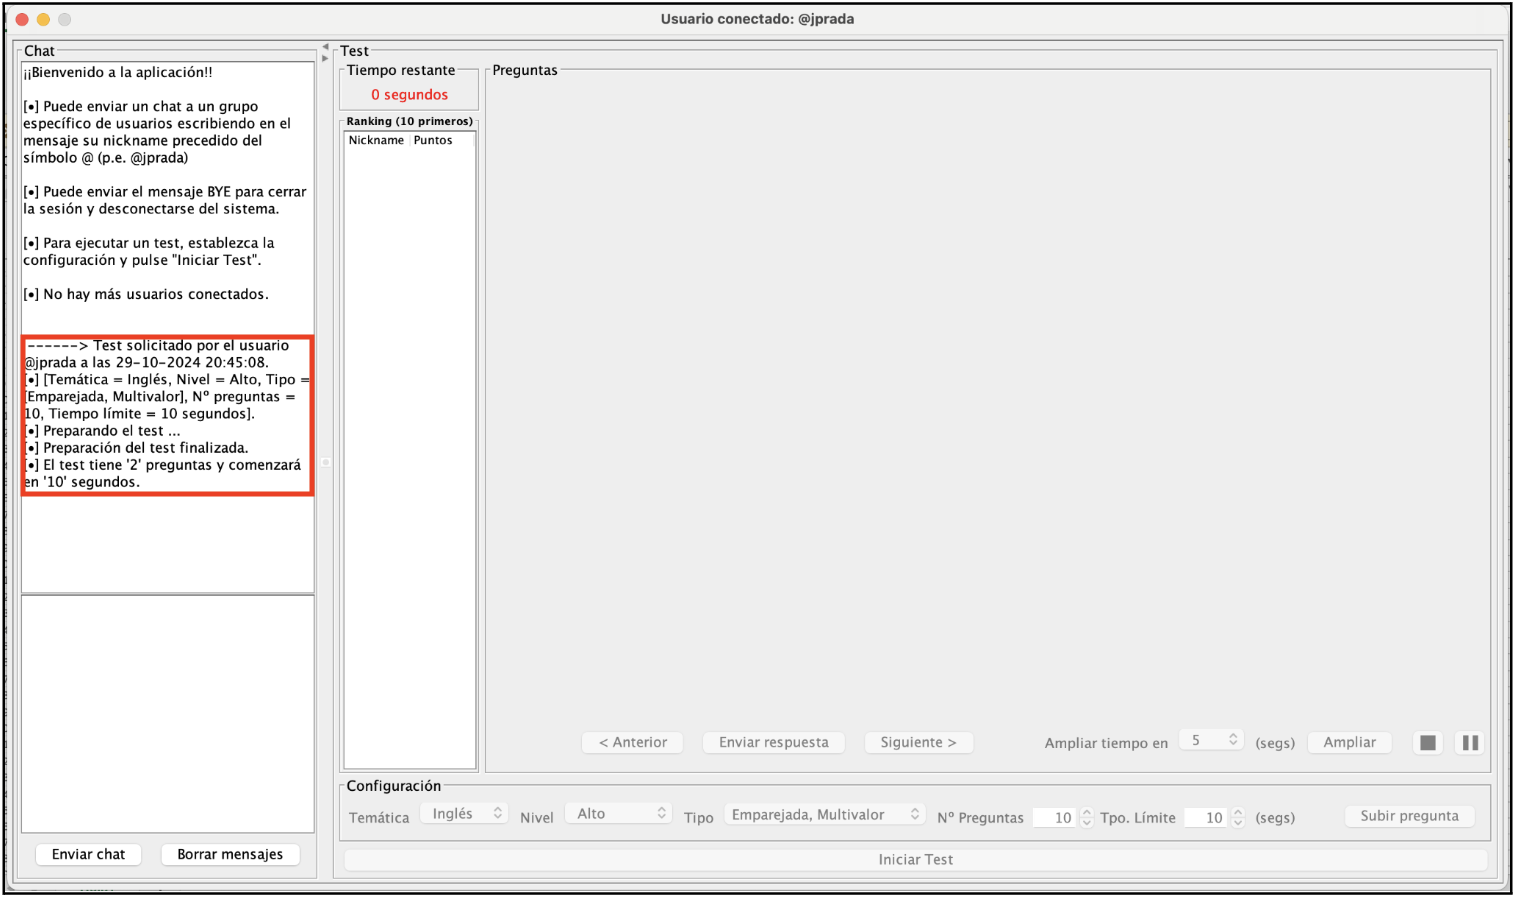 Usuario conectado: @jprada
Chat
¡¡Bienvenido a la aplicación!!
[•] Puede enviar un chat a un grupo
específico de usuarios escribiendo en el
mensaje su nickname precedido del
símbolo @ (p.e. @jprada)
[•] Puede enviar el mensaje BYE para cerrar
la sesión y desconectarse del sistema.
[•] Para ejecutar un test, establezca la
configuración y pulse "Iniciar Test".
[•] No hay más usuarios conectados.
------> Test solicitado por el usuario
@jprada a las 29-10-2024 20:45:08.
[•] [Temática = Inglés, Nivel = Alto, Tipo =
[Emparejada, Multivalor], Nº preguntas =
10, Tiempo límite = 10 segundos].
[•] Preparando el test ...
[•] Preparación del test finalizada.
[•] El test tiene '2' preguntas y comenzará
en '10' segundos.
Enviar chat Borrar mensajes
Test
Tiempo restante
0 segundos
Ranking (10 primeros)
Nickname Puntos
Preguntas
< Anterior Enviar respuesta Siguiente > Ampliar tiempo en 5 (segs) Ampliar
Configuración
Temática Inglés Nivel Alto Tipo Emparejada, Multivalor Nº Preguntas 10 Tpo. Límite 10 (segs) Subir pregunta
Iniciar Test